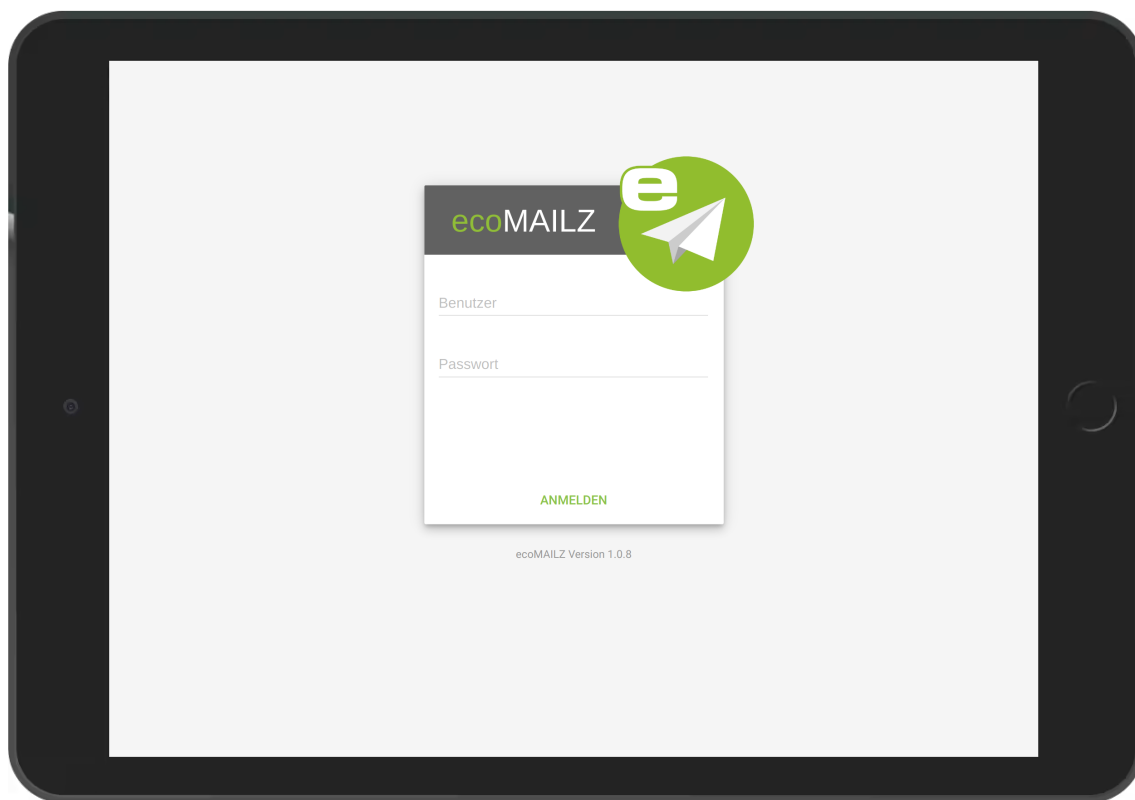 ecoMAILZ
e
Benutzer
Passwort
ANMELDEN
ecoMAILZ Version 1.0.8